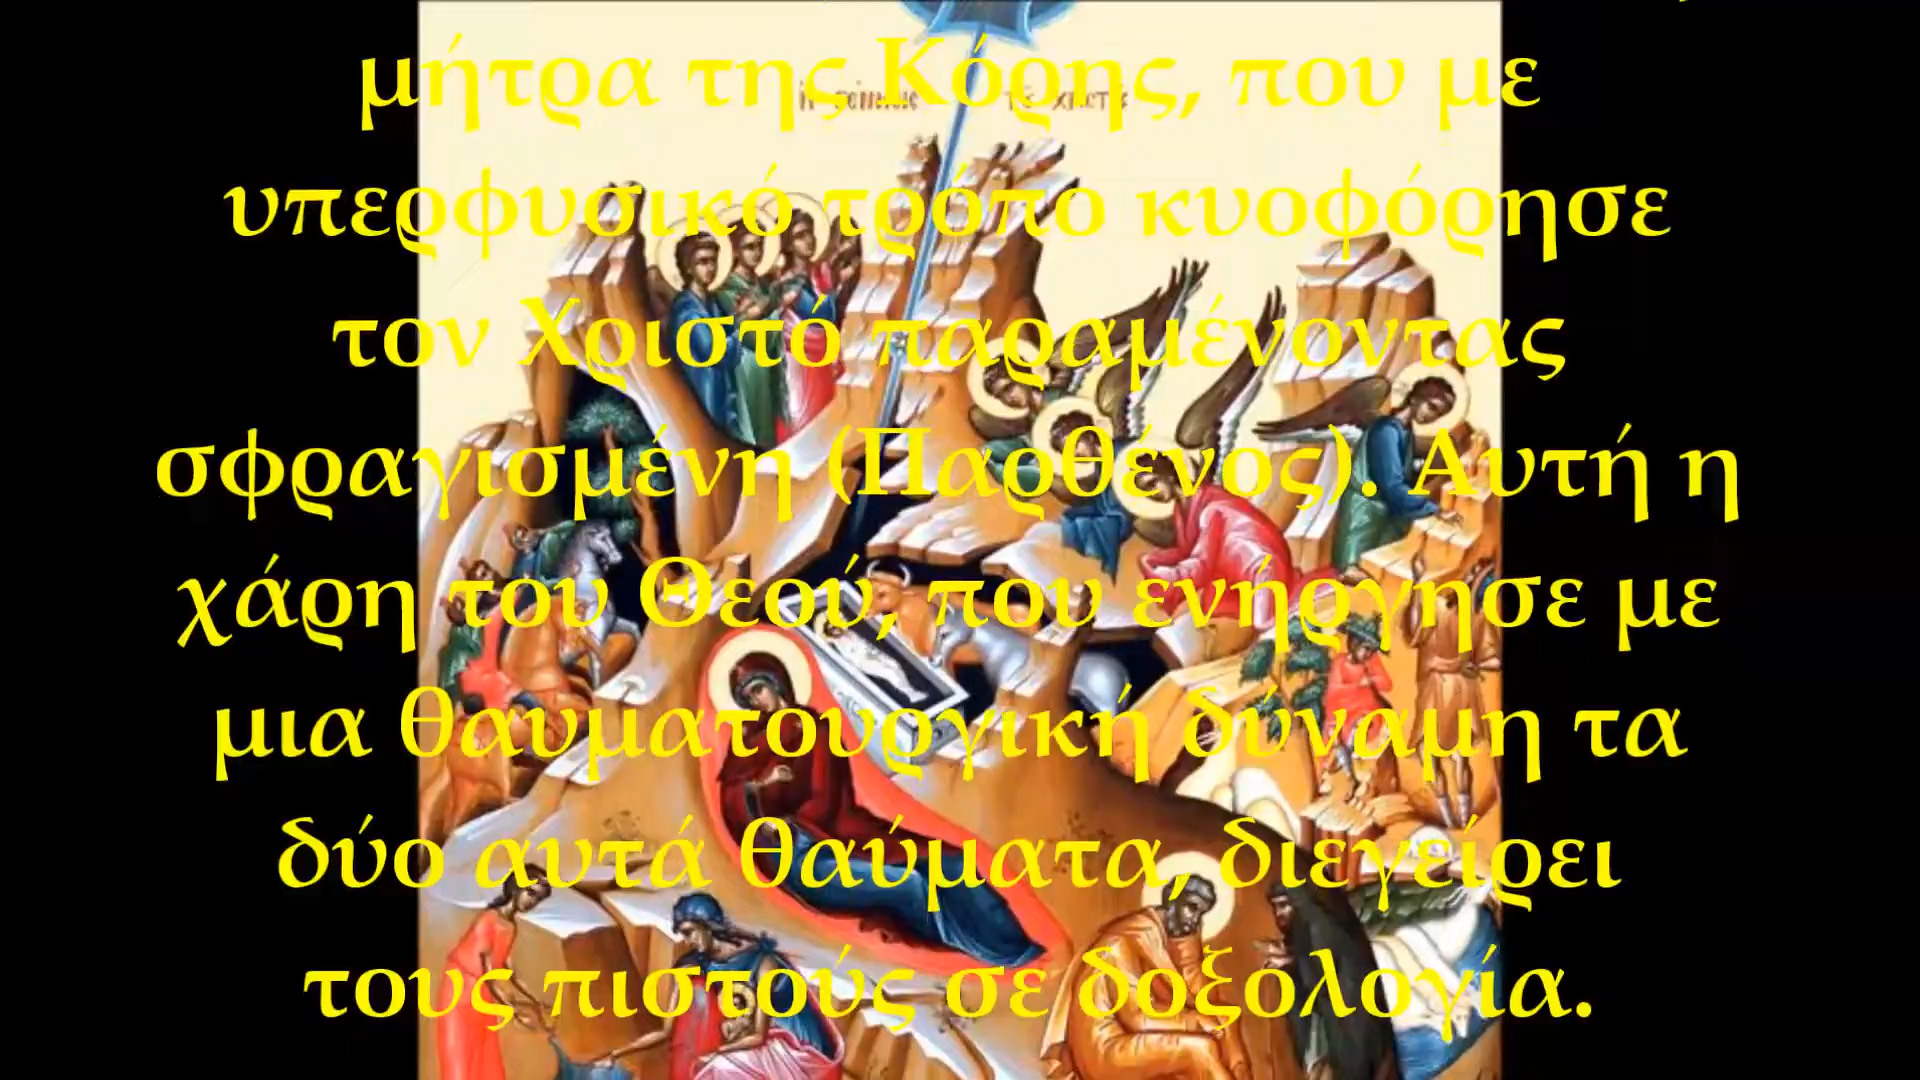 μήτρα της Κόρης, που με
υπερφυσικό τρόπο κυοφόρησε
τον Χριστό παραμένοντας
σφραγισμένη (Παρθένος). Αυτή η
χάρη του Θεού, που ενήργησε με
μια θαυματουργική δύναμη τα
δύο αυτά θαύματα, διεγείρει
τους πιστούς σε δοξολογία.